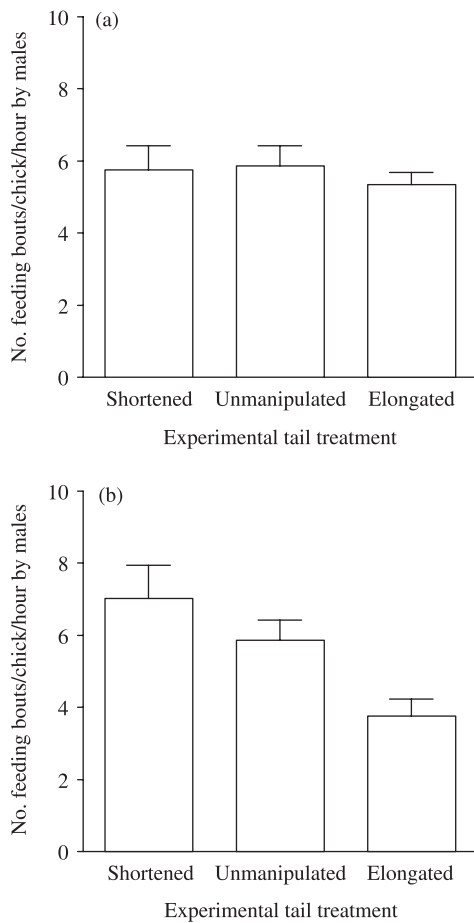 (a)
No. feeding bouts/chick/hour by males
10
8
6
4
2
0
Shortened Unmanipulated Elongated
Experimental tail treatment
(b)
No. feeding bouts/chick/hour by males
10
8
6
4
2
0
Shortened Unmanipulated Elongated
Experimental tail treatment